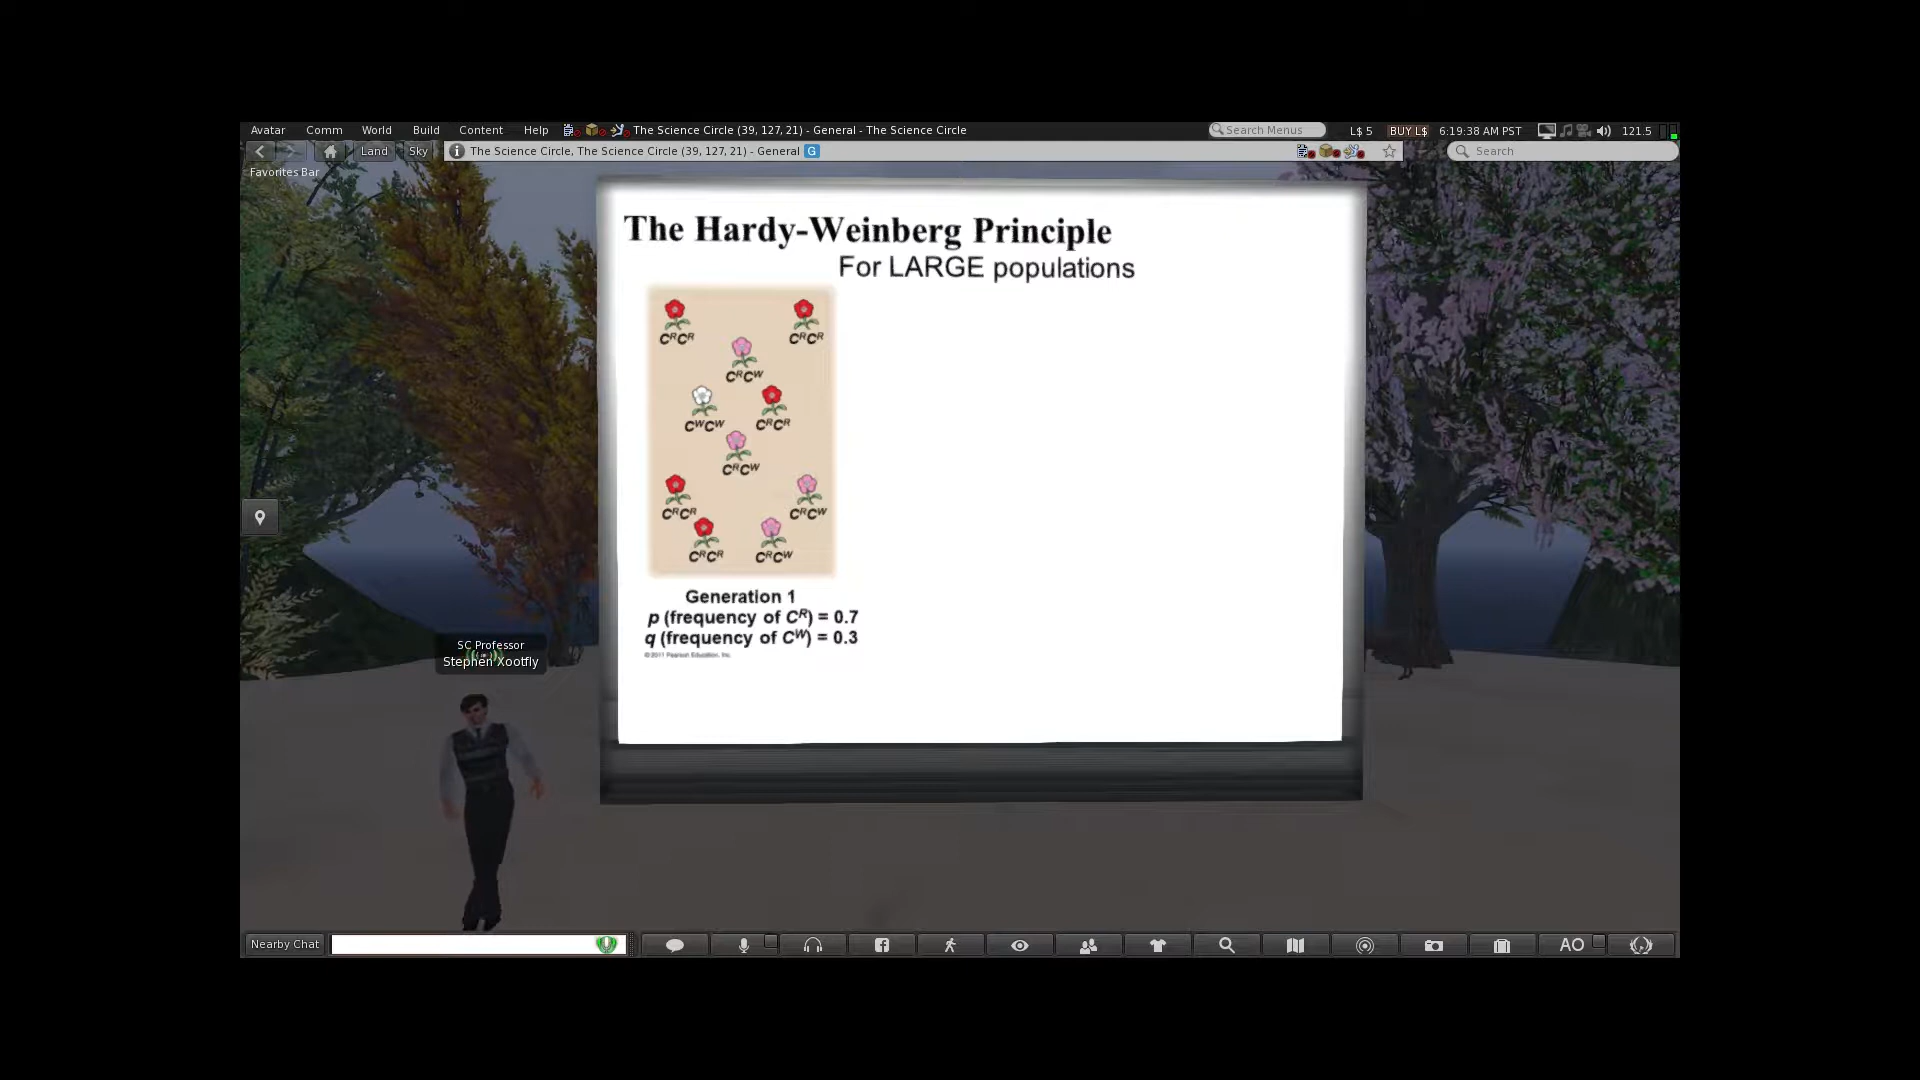 Avatar Comm World Build Content Help The Science Circle (39, 127, 21) - General - The Science Circle Search Menus L$ 5 BUY L$ 6:19:38 AM PST 121.5
Land Sky The Science Circle, The Science Circle (39, 127, 21) - General G Search
Favorites Bar
The Hardy-Weinberg Principle
For LARGE populations
CRCR CRCR
CRCW
CWCW CRCR
CRCW
CRCR CRCW
CRCR CRCW
Generation 1
p (frequency of CR) = 0.7
q (frequency of CW) = 0.3
©2011 Pearson Education, Inc.
SC Professor
Stephen Xootfly
Nearby Chat AO